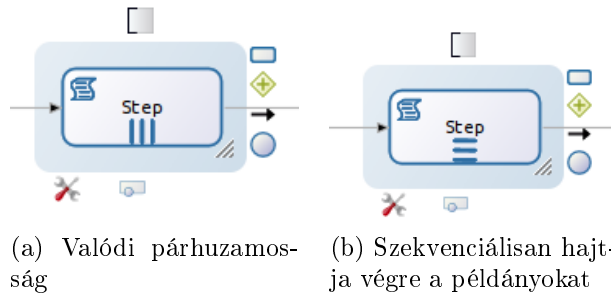 Step
Step
(a) Valódi párhuzamos-
ság
(b) Szekvenciálisan hajt-
ja végre a példányokat